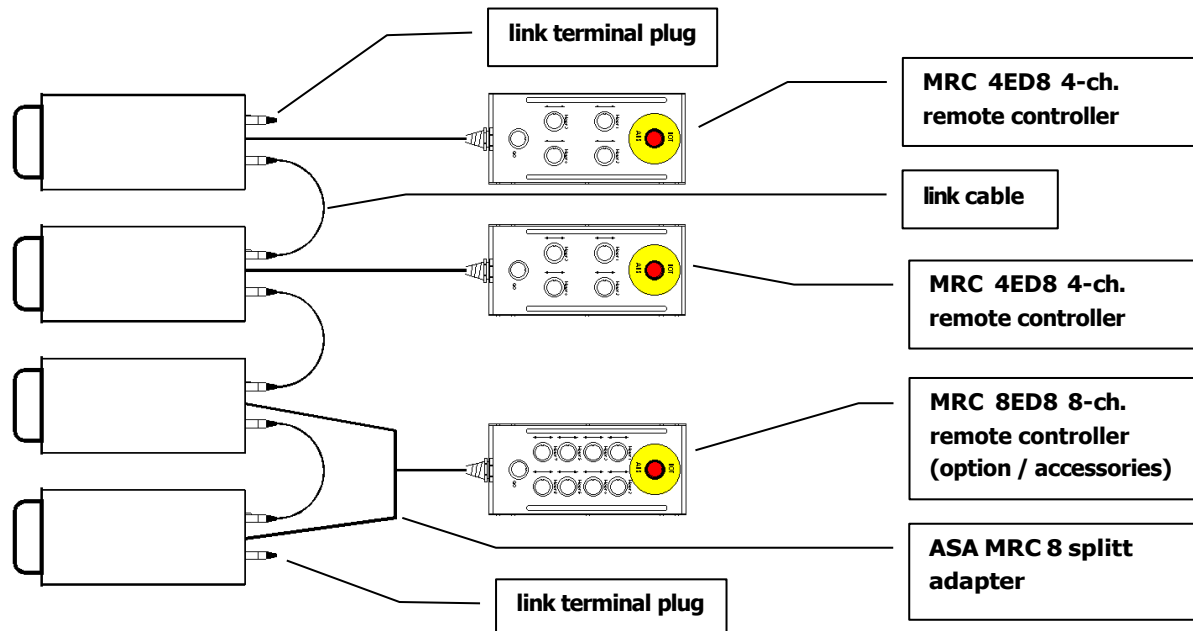 link terminal plug
MRC 4ED8 4-ch.
remote controller
link cable
MRC 4ED8 4-ch.
remote controller
MRC 8ED8 8-ch.
remote controller
(option / accessories)
ASA MRC 8 splitt
adapter
link terminal plug